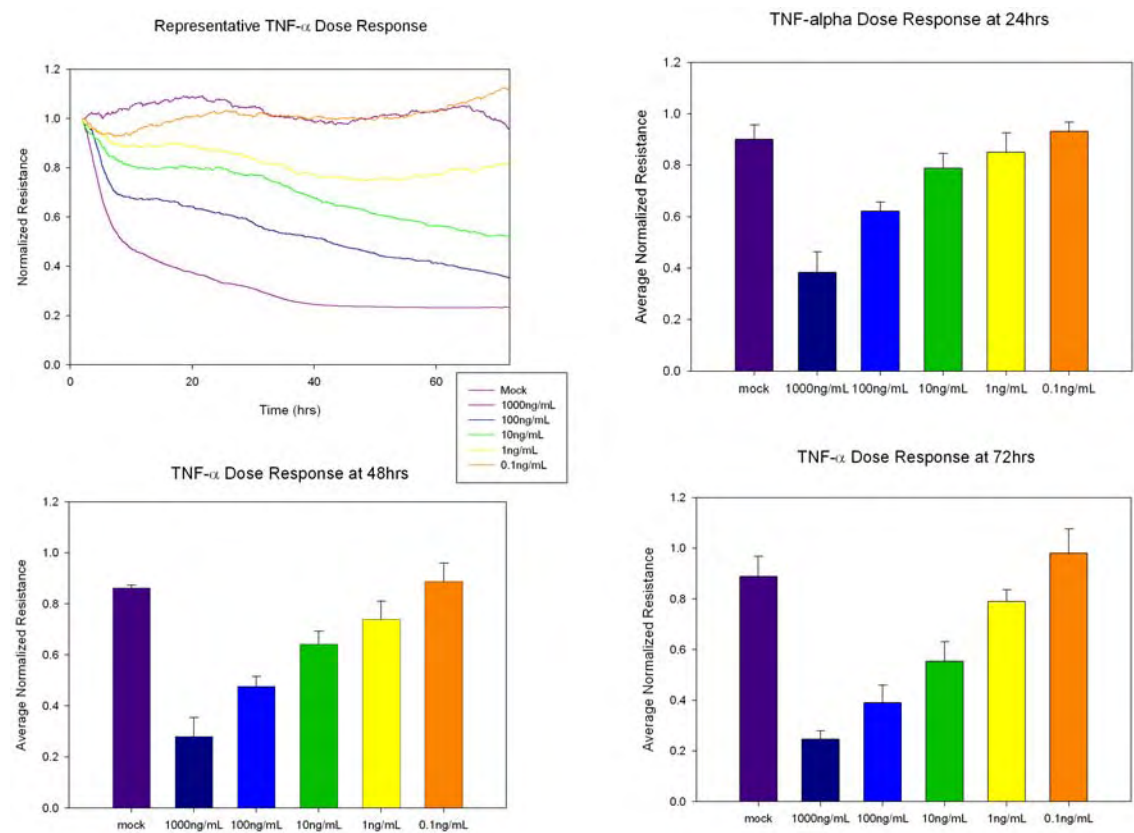 Representative TNF-α Dose Response
Normalized Resistance
1.2
1.0
0.8
0.6
0.4
0.2
0.0
0 20 40 60
Time (hrs)
Mock
1000ng/mL
100ng/mL
10ng/mL
1ng/mL
0.1ng/mL
TNF-alpha Dose Response at 24hrs
Average Normalized Resistance
1.2
1.0
0.8
0.6
0.4
0.2
0.0
mock 1000ng/mL 100ng/mL 10ng/mL 1ng/mL 0.1ng/mL
TNF-α Dose Response at 48hrs
Average Normalized Resistance
1.2
1.0
0.8
0.6
0.4
0.2
0.0
mock 1000ng/mL 100ng/mL 10ng/mL 1ng/mL 0.1ng/mL
TNF-α Dose Response at 72hrs
Average Normalized Resistance
1.2
1.0
0.8
0.6
0.4
0.2
0.0
mock 1000ng/mL 100ng/mL 10ng/mL 1ng/mL 0.1ng/mL